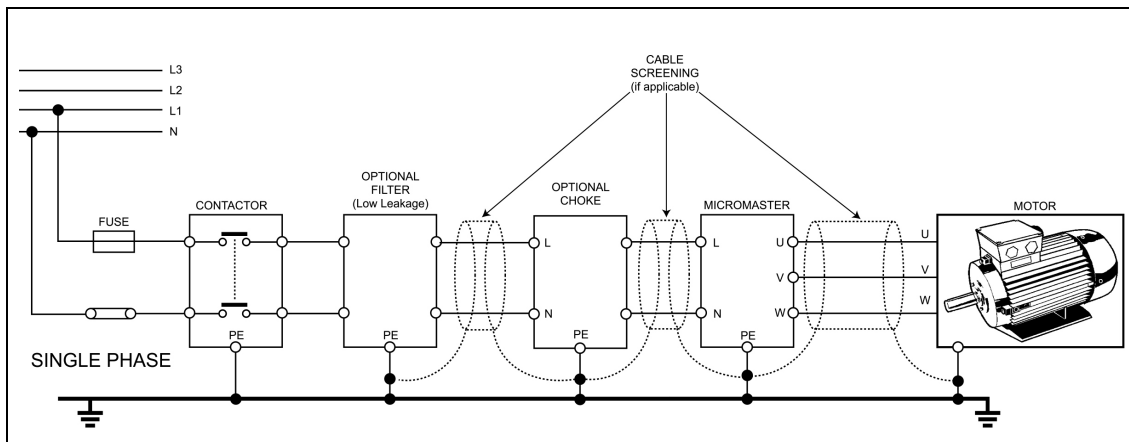 L3
L2
L1
N
CABLE
SCREENING
(if applicable)
OPTIONAL
FILTER
(Low Leakage)
OPTIONAL
CHOKE
FUSE
CONTACTOR
MICROMASTER
MOTOR
L
L
U
U
V
V
N
N
W
W
PE
PE
PE
PE
SINGLE PHASE